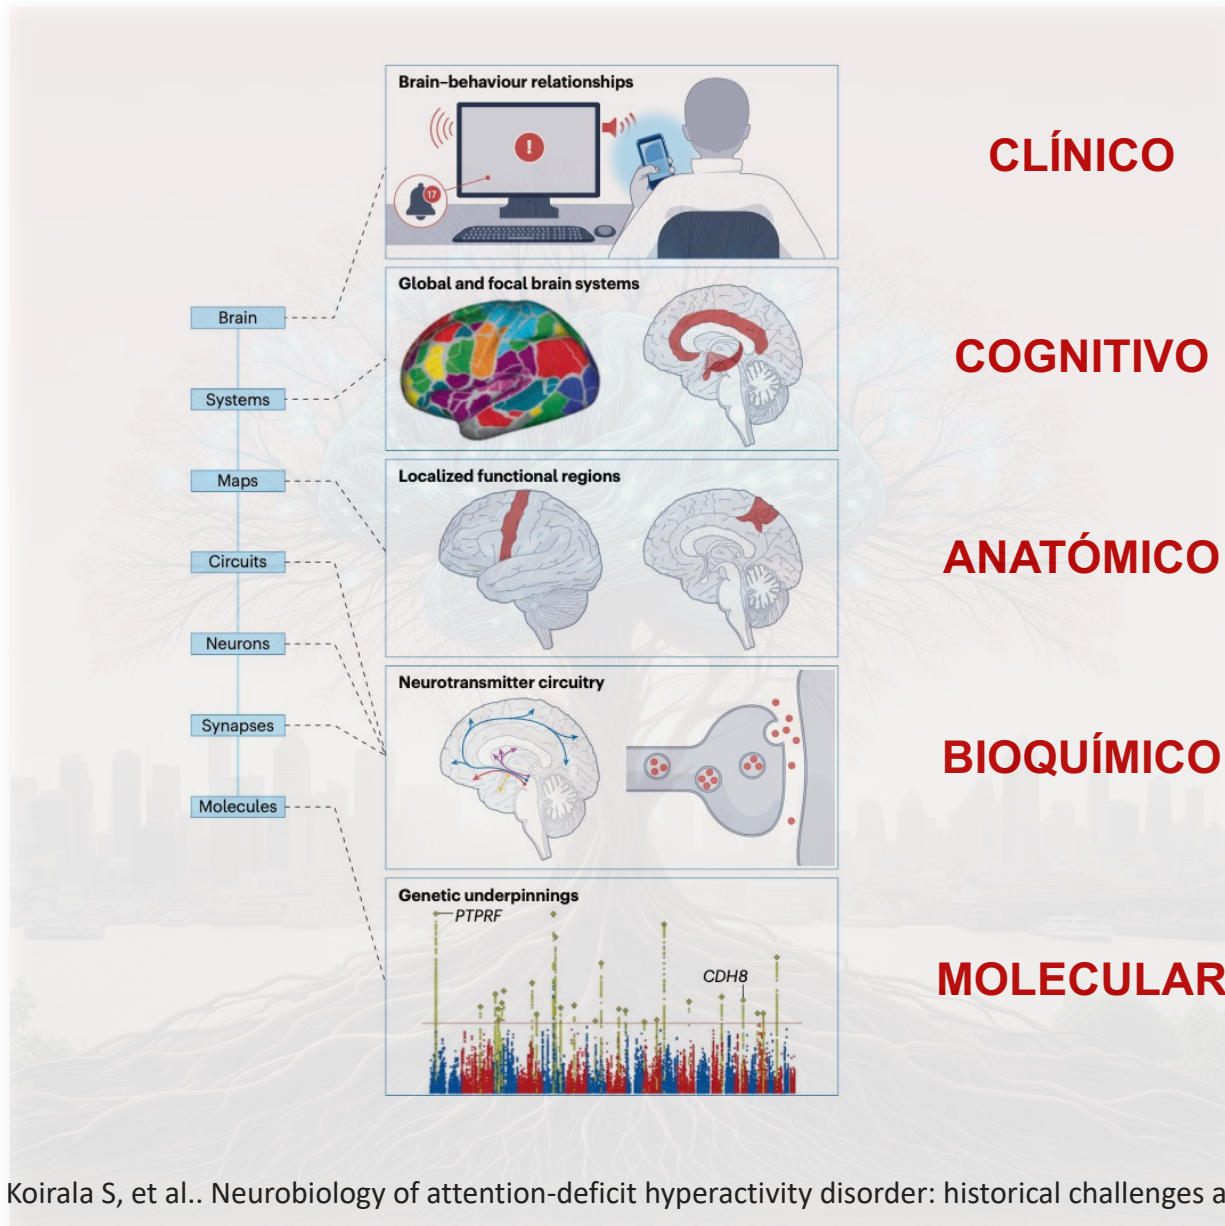 Brain–behaviour relationships
!
17
CLÍNICO
Global and focal brain systems
Brain
COGNITIVO
Systems
Localized functional regions
Maps
ANATÓMICO
Circuits
Neurons
Neurotransmitter circuitry
Synapses
BIOQUÍMICO
Molecules
Genetic underpinnings
PTPRF
CDH8
MOLECULAR
Koirala S, et al.. Neurobiology of attention-deficit hyperactivity disorder: historical challenges a